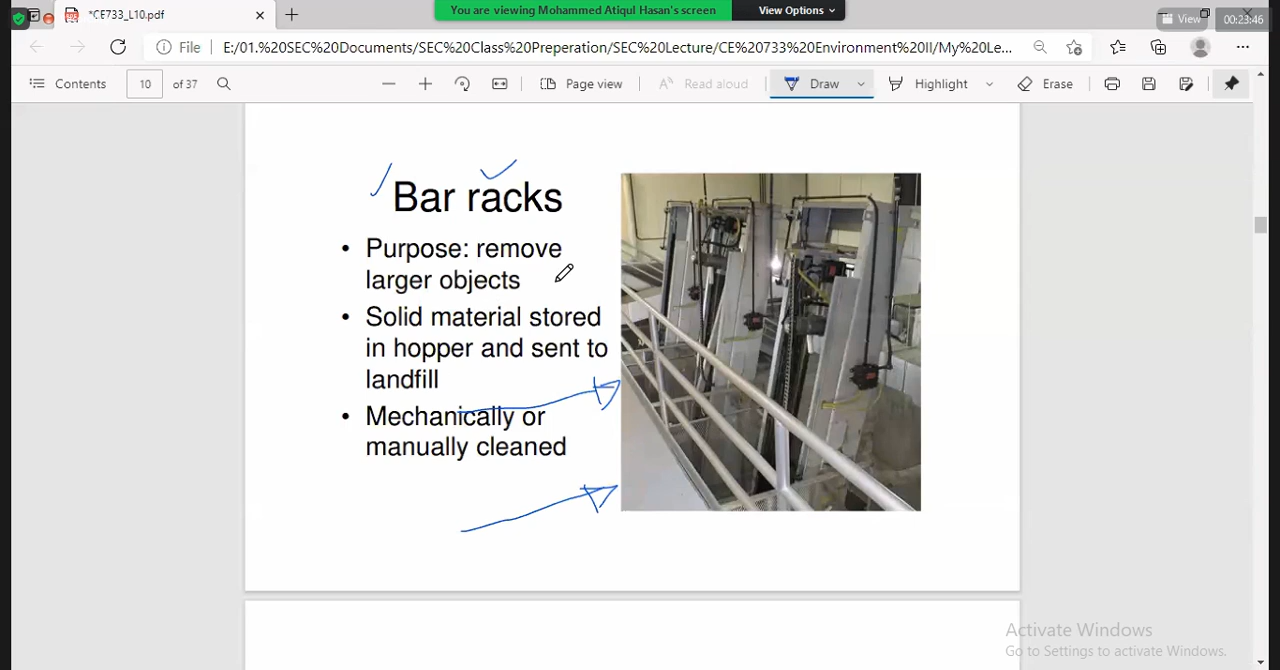 *CE733_L10.pdf
You are viewing Mohammed Atiqul Hasan's screen
View Options
View
00:23:46
File
E:/01.%20SEC%20Documents/SEC%20Class%20Preperation/SEC%20Lecture/CE%20733%20Environment%20II/My%20Le...
Contents
10
of 37
Page view
Read aloud
Draw
Highlight
Erase
Bar racks
• Purpose: remove
larger objects
• Solid material stored
in hopper and sent to
landfill
• Mechanically or
manually cleaned
Activate Windows
Go to Settings to activate Windows.